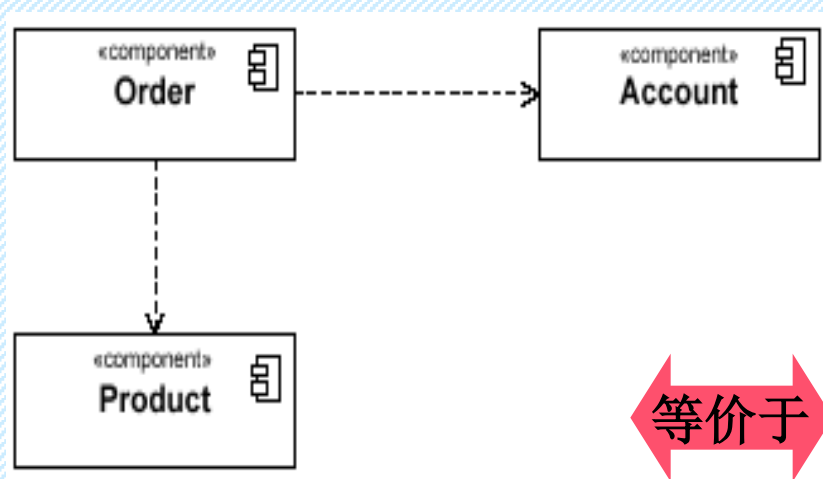 «component»
Order
«component»
Account
«component»
Product
等价于